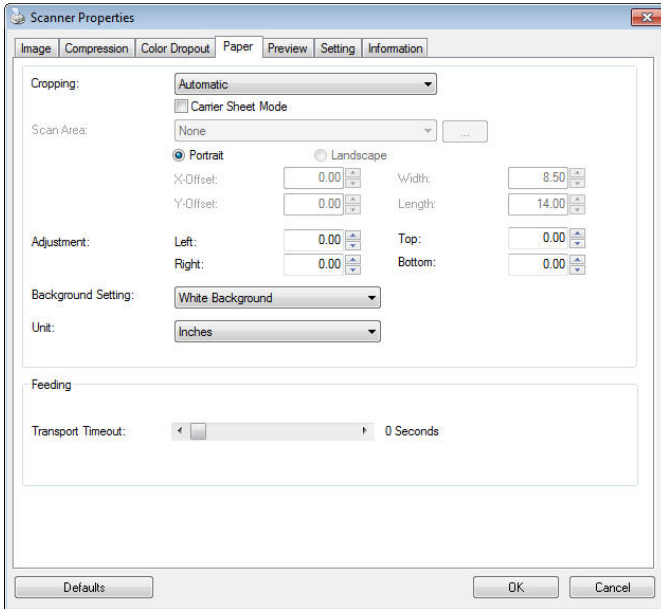 Scanner Properties
Image Compression Color Dropout Paper Preview Setting Information
Cropping: Automatic
Carrier Sheet Mode
Scan Area: None ...
Portrait Landscape
X-Offset: 0.00 Width: 8.50
Y-Offset: 0.00 Length: 14.00
Adjustment: Left: 0.00 Top: 0.00
Right: 0.00 Bottom: 0.00
Background Setting: White Background
Unit: Inches
Feeding
Transport Timeout: 0 Seconds
Defaults OK Cancel